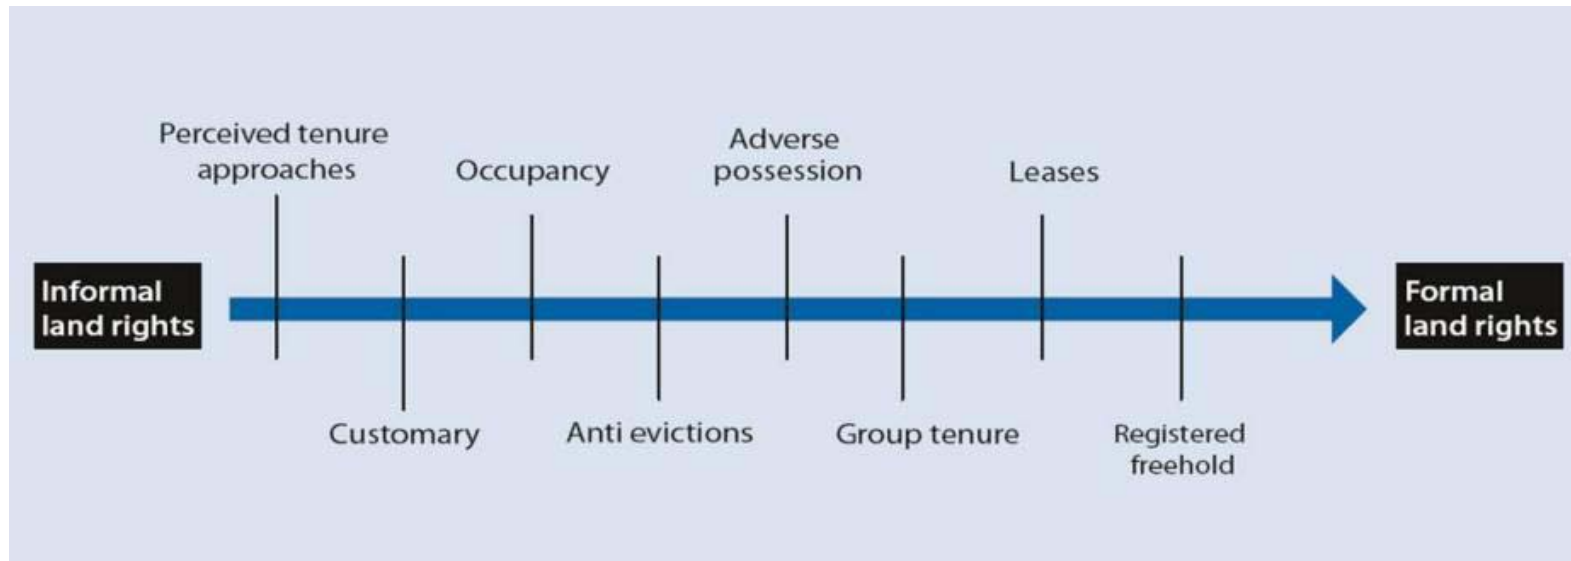 Perceived tenure
approaches
Occupancy
Adverse
possession
Leases
Informal
land rights
Formal
land rights
Customary
Anti evictions
Group tenure
Registered
freehold